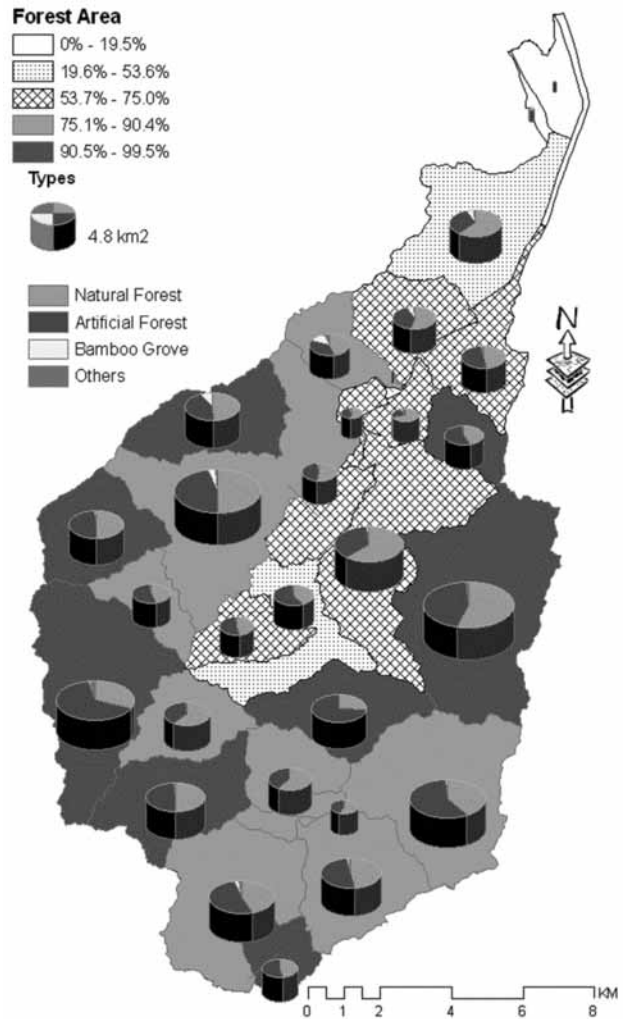 Forest Area
0% - 19.5%
19.6% - 53.6%
53.7% - 75.0%
75.1% - 90.4%
90.5% - 99.5%
Types
4.8 km2
Natural Forest
Artificial Forest
Bamboo Grove
Others
N
KM
0 1 2 4 6 8